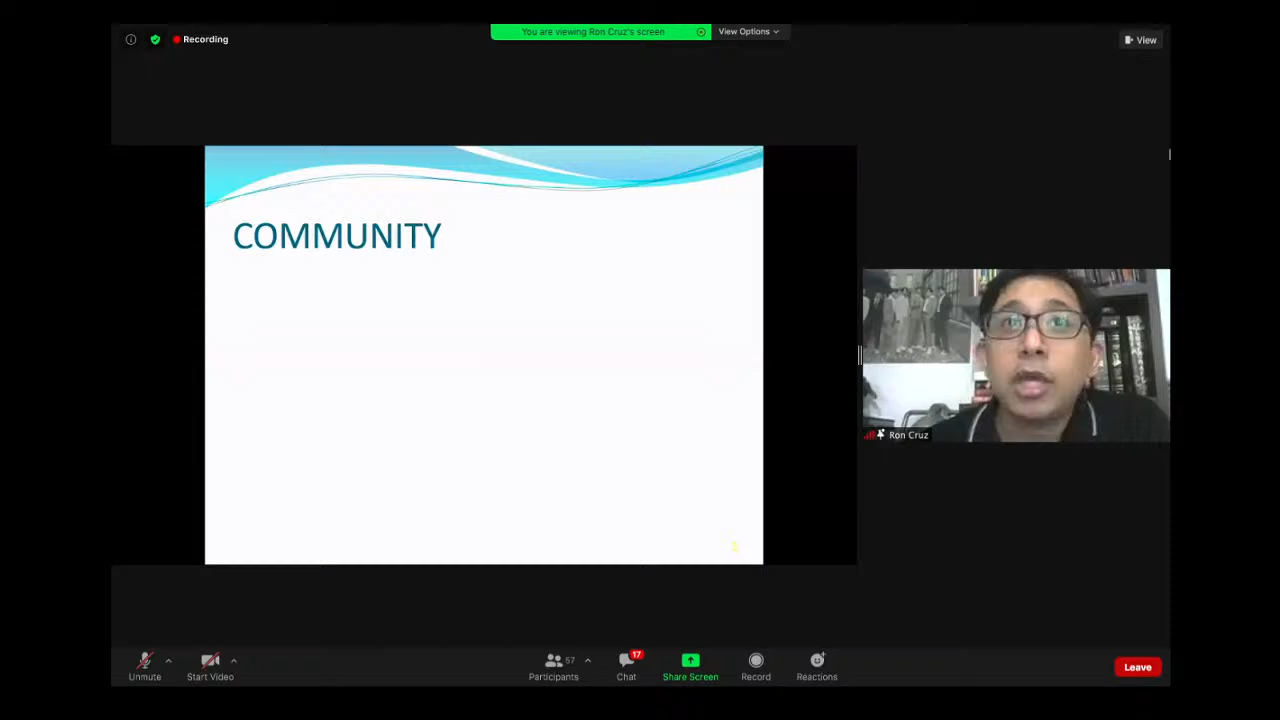 You are viewing Ron Cruz's screen
View Options
Recording
View
COMMUNITY
Ron Cruz
Unmute
Start Video
57
Participants
17
Chat
Share Screen
Record
Reactions
Leave